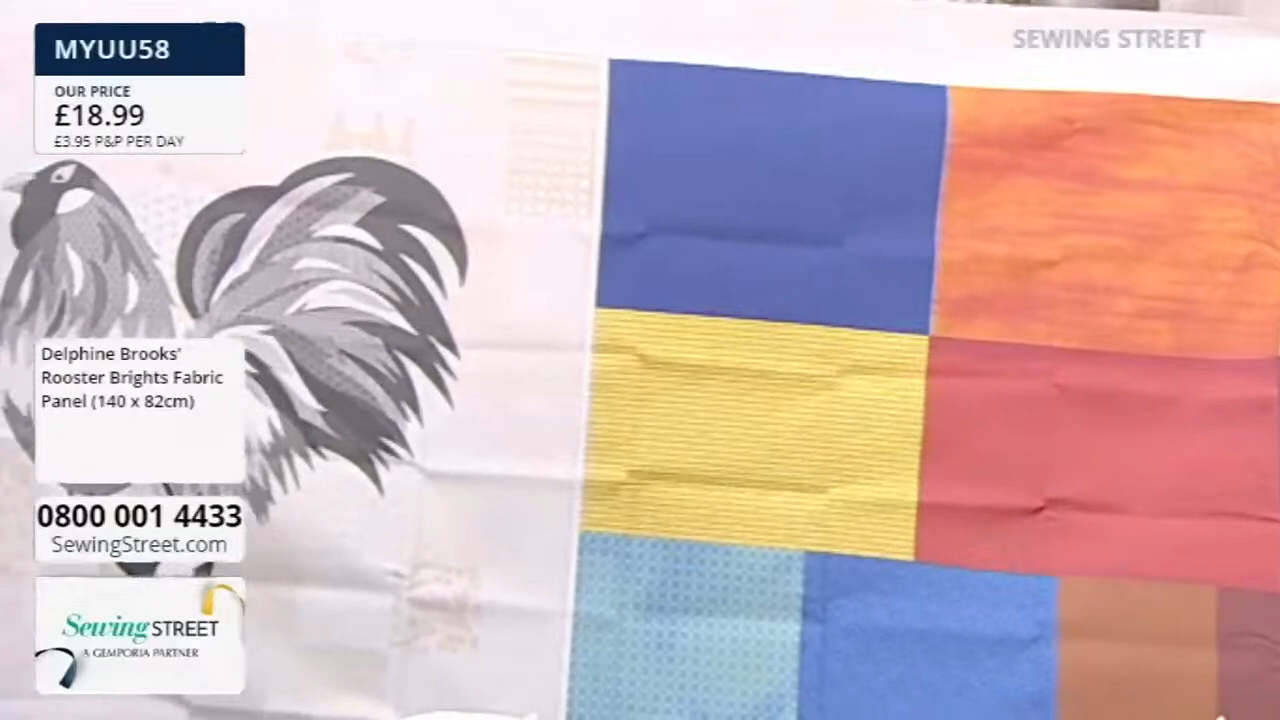 MYUU58
OUR PRICE
£18.99
£3.95 P&P PER DAY
SEWING STREET
Delphine Brooks'
Rooster Brights Fabric
Panel (140 x 82cm)
0800 001 4433
SewingStreet.com
Sewing STREET
A GEMPORIA PARTNER